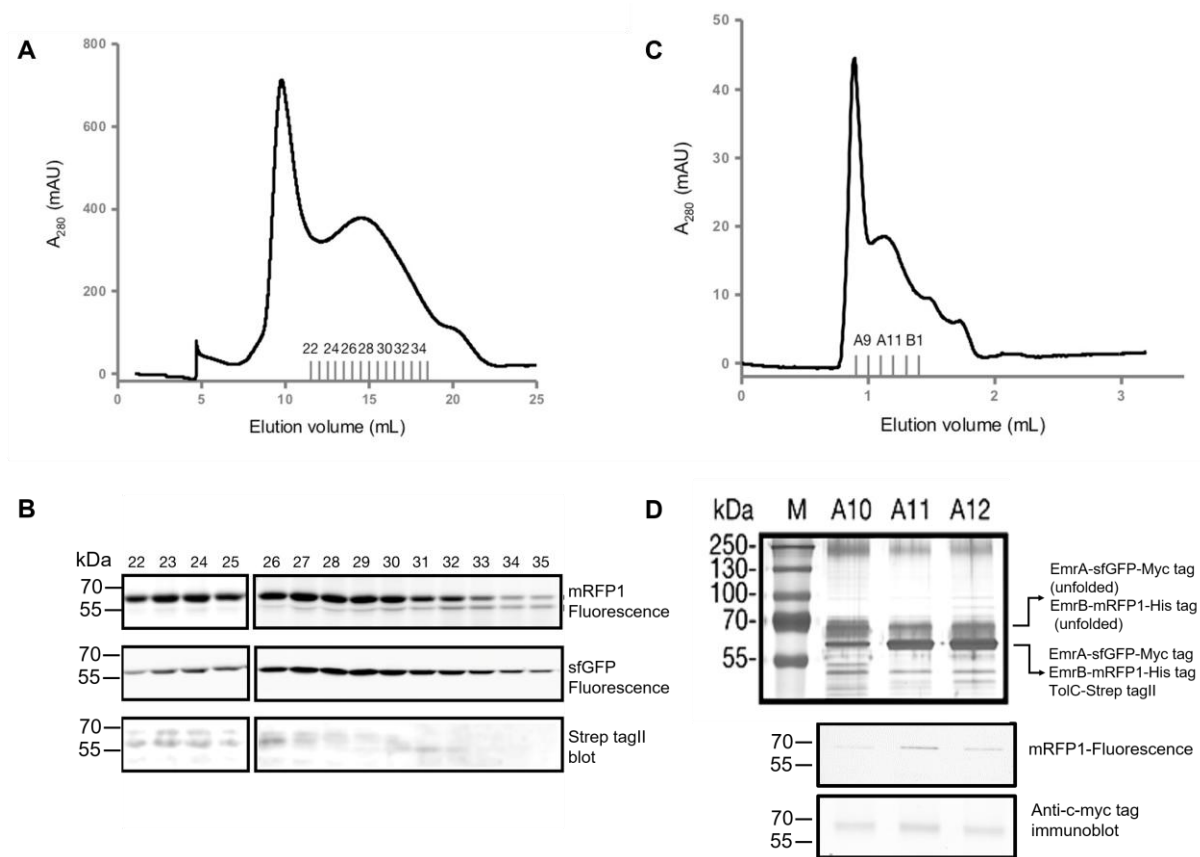 A
800
600
400
200
0
A280 (mAU)
22 24 26 28 30 32 34
0 5 10 15 20 25
Elution volume (mL)
C
50
40
30
20
10
0
A280 (mAU)
A9 A11 B1
0 1 2 3
Elution volume (mL)
B
kDa
22 23 24 25 26 27 28 29 30 31 32 33 34 35
70
55
mRFP1
Fluorescence
70
55
sfGFP
Fluorescence
70
55
Strep tagII
blot
D
kDa M A10 A11 A12
250-
130-
100-
70-
55-
EmrA-sfGFP-Myc tag
(unfolded)
EmrB-mRFP1-His tag
(unfolded)
EmrA-sfGFP-Myc tag
EmrB-mRFP1-His tag
TolC-Strep tagII
70
55
mRFP1-Fluorescence
70
55
Anti-c-myc tag
immunoblot